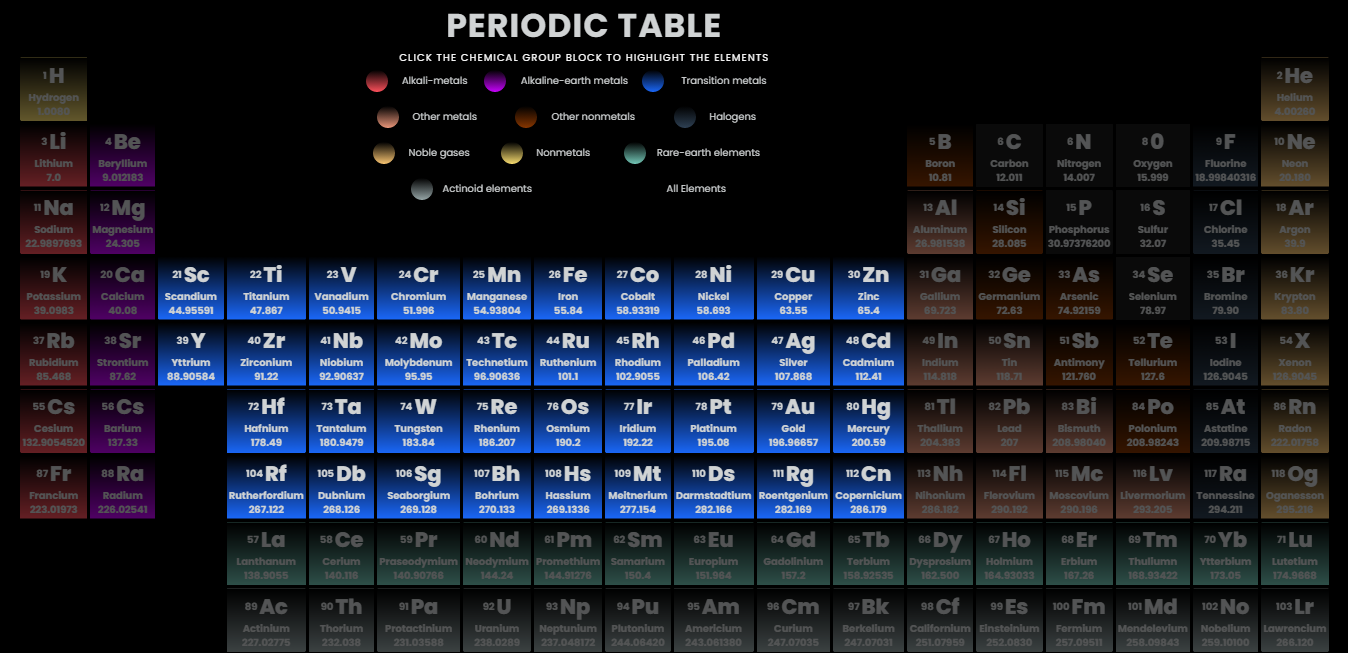 PERIODIC TABLE
CLICK THE CHEMICAL GROUP BLOCK TO HIGHLIGHT THE ELEMENTS
Alkali-metals Alkaline-earth metals Transition metals
Other metals Other nonmetals Halogens
Noble gases Nonmetals Rare-earth elements
Actinoid elements All Elements
1 H 2 He
Hydrogen Helium
1.0080 4.00260
3 Li 4 Be 5 B 6 C 6 N 8 0 9 F 10 Ne
Lithium Beryllium Boron Carbon Nitrogen Oxygen Fluorine Neon
7.0 9.012183 10.81 12.011 14.007 15.999 18.99840316 20.180
11 Na 12 Mg 13 Al 14 Si 15 P 16 S 17 Cl 18 Ar
Sodium Magnesium Aluminum Silicon Phosphorus Sulfur Chlorine Argon
22.9897693 24.305 26.981538 28.085 30.97376200 32.07 35.45 39.9
19 K 20 Ca 21 Sc 22 Ti 23 V 24 Cr 25 Mn 26 Fe 27 Co 28 Ni 29 Cu 30 Zn 31 Ga 32 Ge 33 As 34 Se 35 Br 36 Kr
Potassium Calcium Scandium Titanium Vanadium Chromium Manganese Iron Cobalt Nickel Copper Zinc Gallium Germanium Arsenic Selenium Bromine Krypton
39.0983 40.08 44.95591 47.867 50.9415 51.996 54.93804 55.84 58.93319 58.693 63.55 65.4 69.723 72.63 74.92159 78.97 79.90 83.80
37 Rb 38 Sr 39 Y 40 Zr 41 Nb 42 Mo 43 Tc 44 Ru 45 Rh 46 Pd 47 Ag 48 Cd 49 In 50 Sn 51 Sb 52 Te 53 I 54 X
Rubidium Strontium Yttrium Zirconium Niobium Molybdenum Technetium Ruthenium Rhodium Palladium Silver Cadmium Indium Tin Antimony Tellurium Iodine Xenon
85.468 87.62 88.90584 91.22 92.90637 95.95 96.90636 101.1 102.9055 106.42 107.868 112.41 114.818 118.71 121.760 127.6 126.9045 126.9045
55 Cs 56 Cs 72 Hf 73 Ta 74 W 75 Re 76 Os 77 Ir 78 Pt 79 Au 80 Hg 81 Tl 82 Pb 83 Bi 84 Po 85 At 86 Rn
Cesium Barium Hafnium Tantalum Tungsten Rhenium Osmium Iridium Platinum Gold Mercury Thallium Lead Bismuth Polonium Astatine Radon
132.9054520 137.33 178.49 180.9479 183.84 186.207 190.2 192.22 195.08 196.96657 200.59 204.383 207 208.98040 208.98243 209.98715 222.01758
87 Fr 88 Ra 104 Rf 105 Db 106 Sg 107 Bh 108 Hs 109 Mt 110 Ds 111 Rg 112 Cn 113 Nh 114 Fl 115 Mc 116 Lv 117 Ra 118 Og
Francium Radium Rutherfordium Dubnium Seaborgium Bohrium Hassium Meitnerium Darmstadtium Roentgenium Copernicium Nihonium Flerovium Moscovium Livermorium Tennessine Oganesson
223.01973 226.02541 267.122 268.126 269.128 270.133 269.1336 277.154 282.166 282.169 286.179 286.182 290.192 290.196 293.205 294.211 295.216
57 La 58 Ce 59 Pr 60 Nd 61 Pm 62 Sm 63 Eu 64 Gd 65 Tb 66 Dy 67 Ho 68 Er 69 Tm 70 Yb 71 Lu
Lanthanum Cerium Praseodymium Neodymium Promethium Samarium Europium Gadolinium Terbium Dysprosium Holmium Erbium Thullumn Ytterbium Lutetium
138.9055 140.116 140.90766 144.24 144.91276 150.4 151.964 157.2 158.92535 162.500 164.93033 167.26 168.93422 173.05 174.9668
89 Ac 90 Th 91 Pa 92 U 93 Np 94 Pu 95 Am 96 Cm 97 Bk 98 Cf 99 Es 100 Fm 101 Md 102 No 103 Lr
Actinium Thorium Protactinium Uranium Neptunium Plutonium Americium Curium Berkelium Californium Einsteinium Fermium Mendelevium Nobelium Lawrencium
227.02775 232.038 231.03588 238.0289 237.048172 244.06420 243.061380 247.07035 247.07031 251.07959 252.0830 257.09511 258.09843 259.10100 266.120